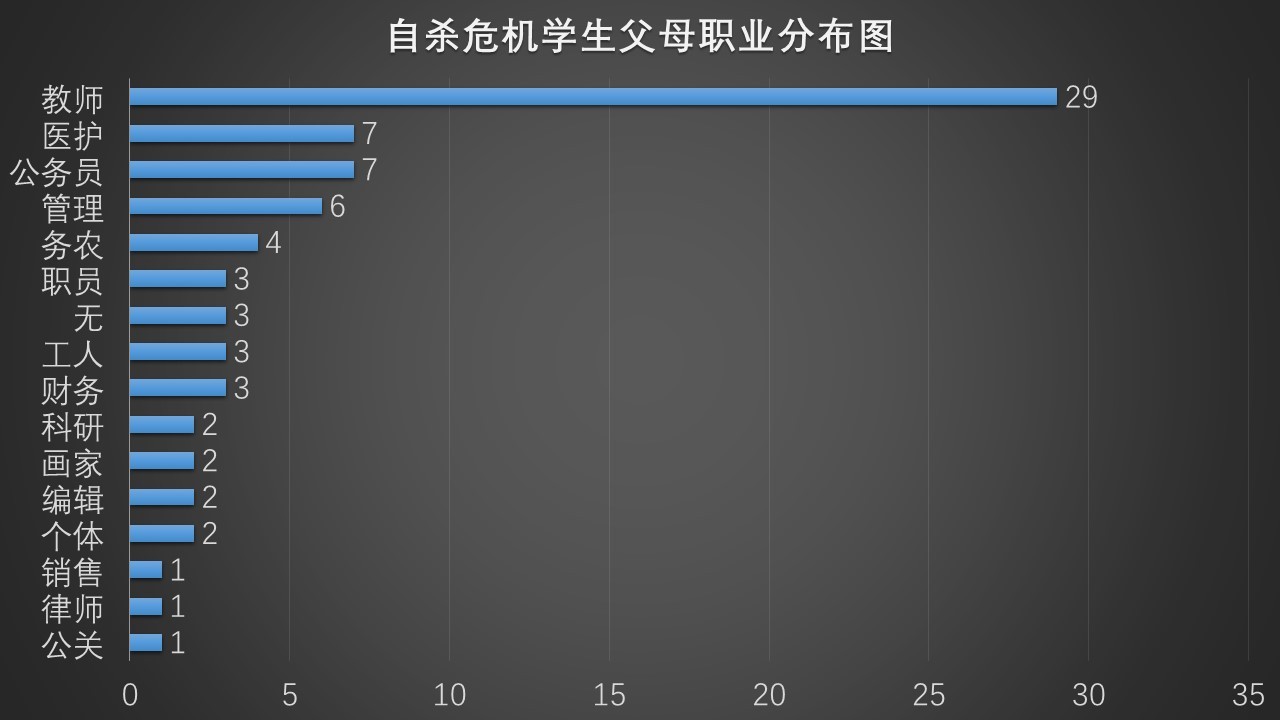 自杀危机学生父母职业分布图
教师 29
医护 7
公务员 7
管理 6
务农 4
职员 3
无 3
工人 3
财务 3
科研 2
画家 2
编辑 2
个体 2
销售 1
律师 1
公关 1
0 5 10 15 20 25 30 35